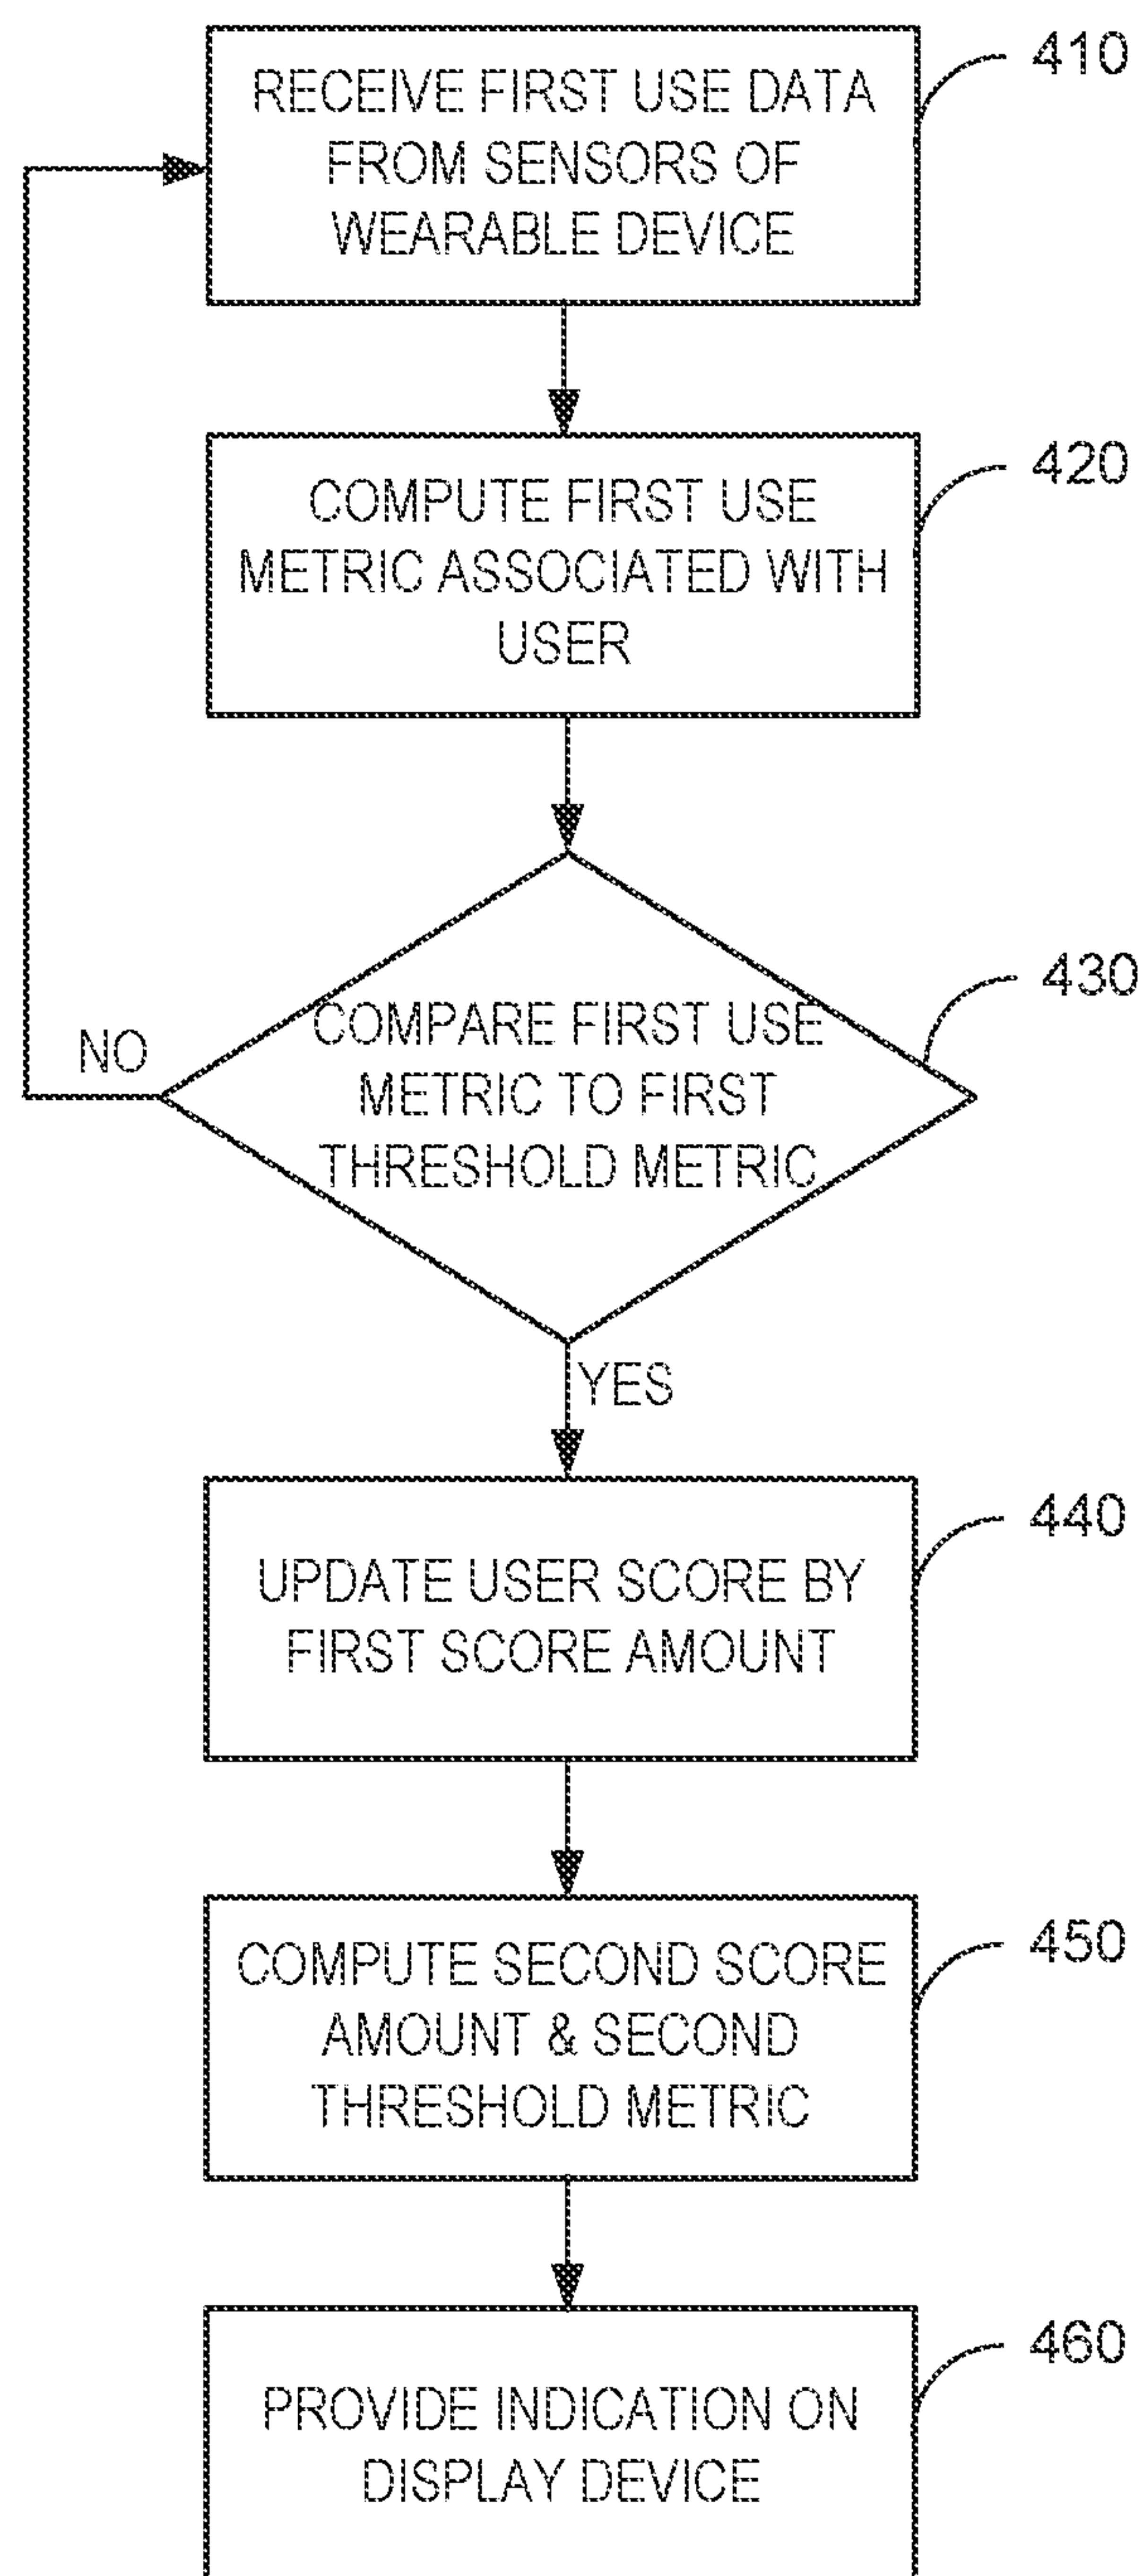 RECEIVE FIRST USE DATA
FROM SENSORS OF
WEARABLE DEVICE
410
COMPUTE FIRST USE
METRIC ASSOCIATED WITH
USER
420
COMPARE FIRST USE
METRIC TO FIRST
THRESHOLD METRIC
430
NO
YES
UPDATE USER SCORE BY
FIRST SCORE AMOUNT
440
COMPUTE SECOND SCORE
AMOUNT & SECOND
THRESHOLD METRIC
450
PROVIDE INDICATION ON
DISPLAY DEVICE
460